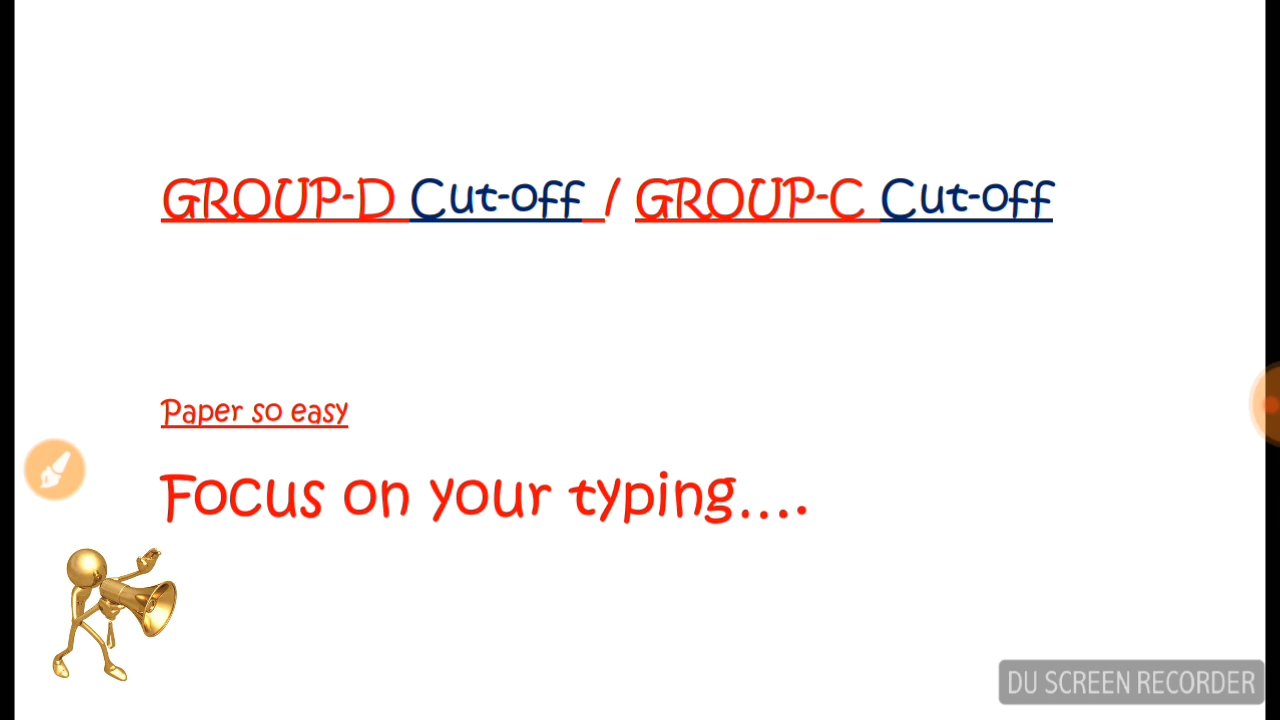 GROUP-D Cut-off / GROUP-C Cut-off
Paper so easy
Focus on your typing....
DU SCREEN RECORDER